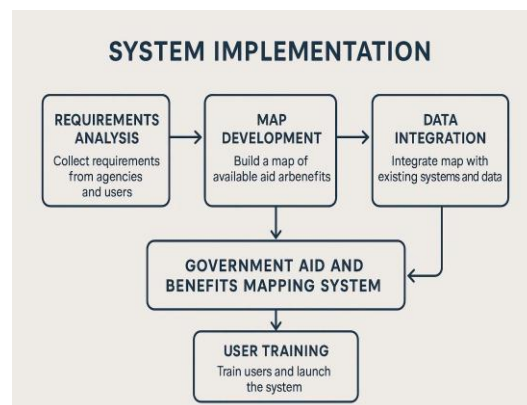 SYSTEM IMPLEMENTATION
REQUIREMENTS
ANALYSIS
Collect requirements
from agencies
and users
MAP
DEVELOPMENT
Build a map of
available aid arbenefits
DATA
INTEGRATION
Integrate map with
existing systems and data
GOVERNMENT AID AND
BENEFITS MAPPING SYSTEM
USER TRAINING
Train users and launch
the system